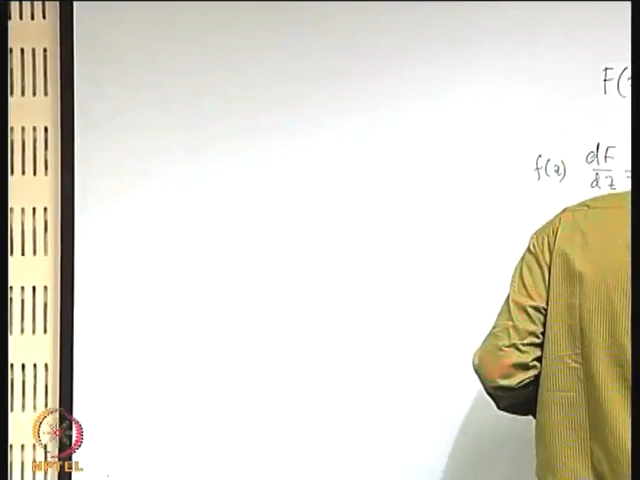 F(z
f(z) dF/dz =
NPTEL